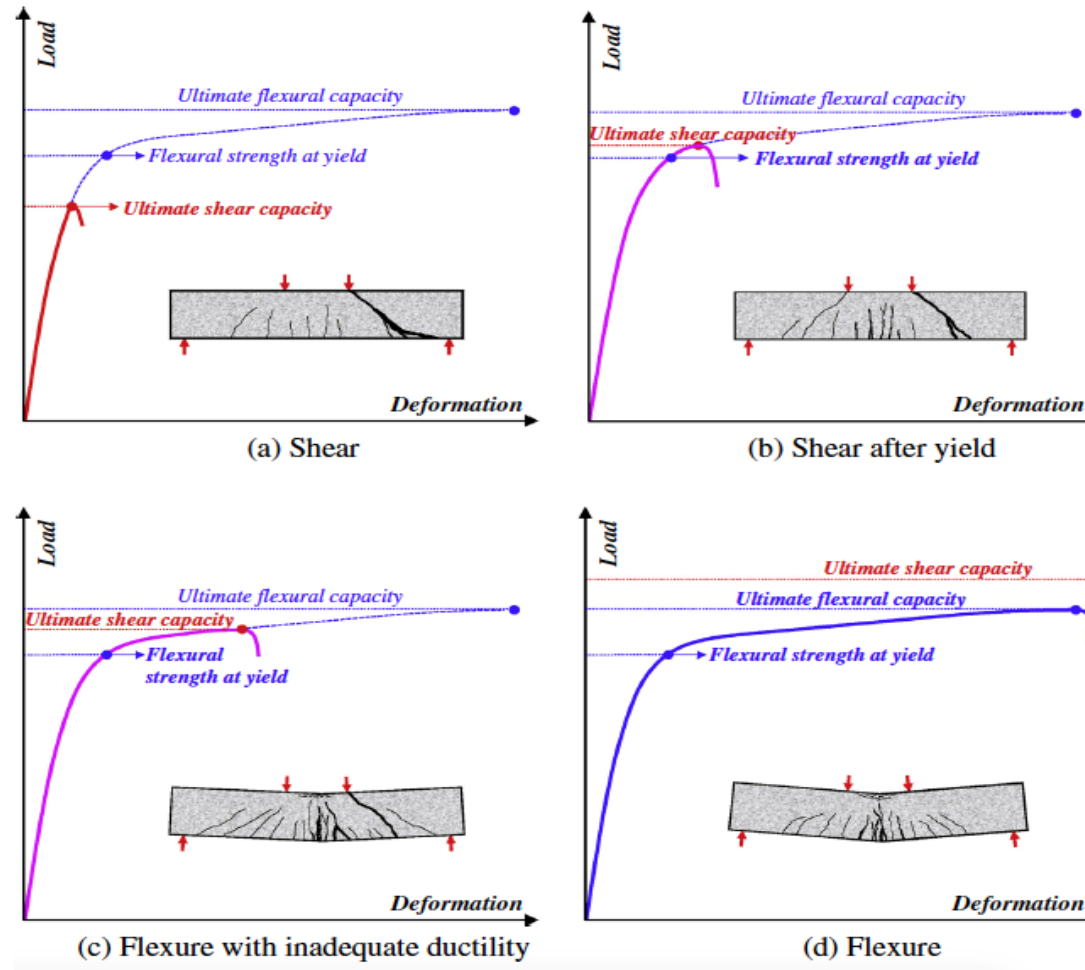 Load
Ultimate flexural capacity
Flexural strength at yield
Ultimate shear capacity
Deformation
(a) Shear
Load
Ultimate flexural capacity
Ultimate shear capacity
Flexural strength at yield
Deformation
(b) Shear after yield
Load
Ultimate flexural capacity
Ultimate shear capacity
Flexural
strength at yield
Deformation
(c) Flexure with inadequate ductility
Load
Ultimate shear capacity
Ultimate flexural capacity
Flexural strength at yield
Deformation
(d) Flexure